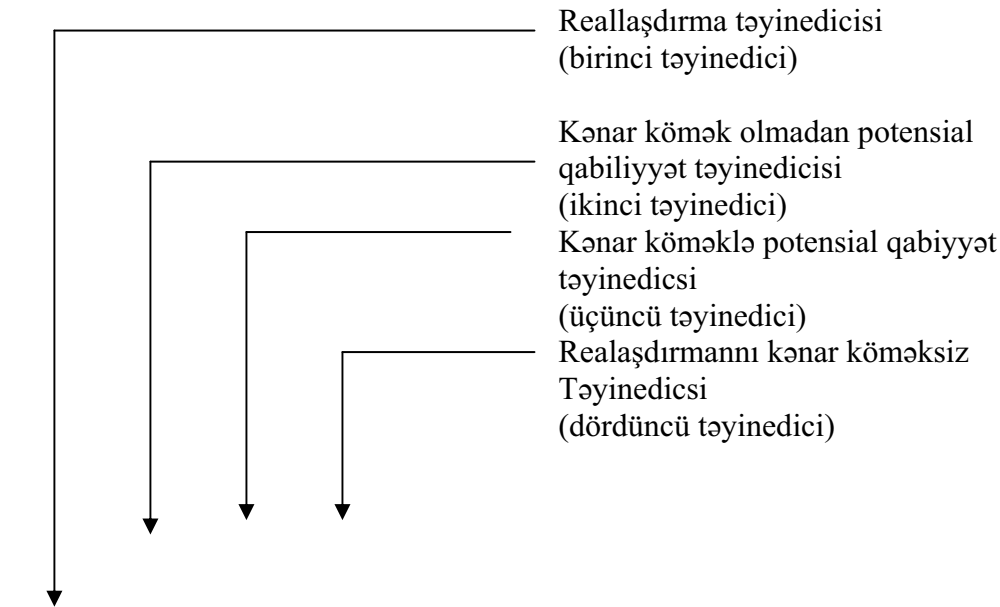 Reallaşdırma təyinedicisi
(birinci təyinedici)
Kənar kömək olmadan potensial
qabiliyyət təyinedicisi
(ikinci təyinedici)
Kənar köməklə potensial qabiyyət
təyinedicsi
(üçüncü təyinedici)
Realaşdırmannı kənar köməksiz
Təyinedicsi
(dördüncü təyinedici)